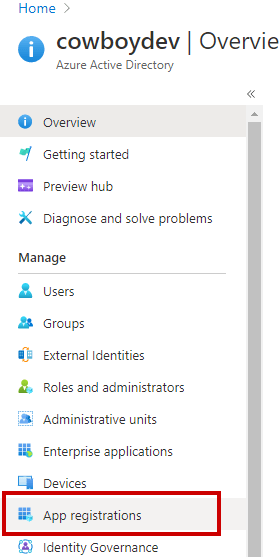 Home
cowboydev | Overvie
Azure Active Directory
Overview
Getting started
Preview hub
Diagnose and solve problems
Manage
Users
Groups
External Identities
Roles and administrators
Administrative units
Enterprise applications
Devices
App registrations
Identity Governance